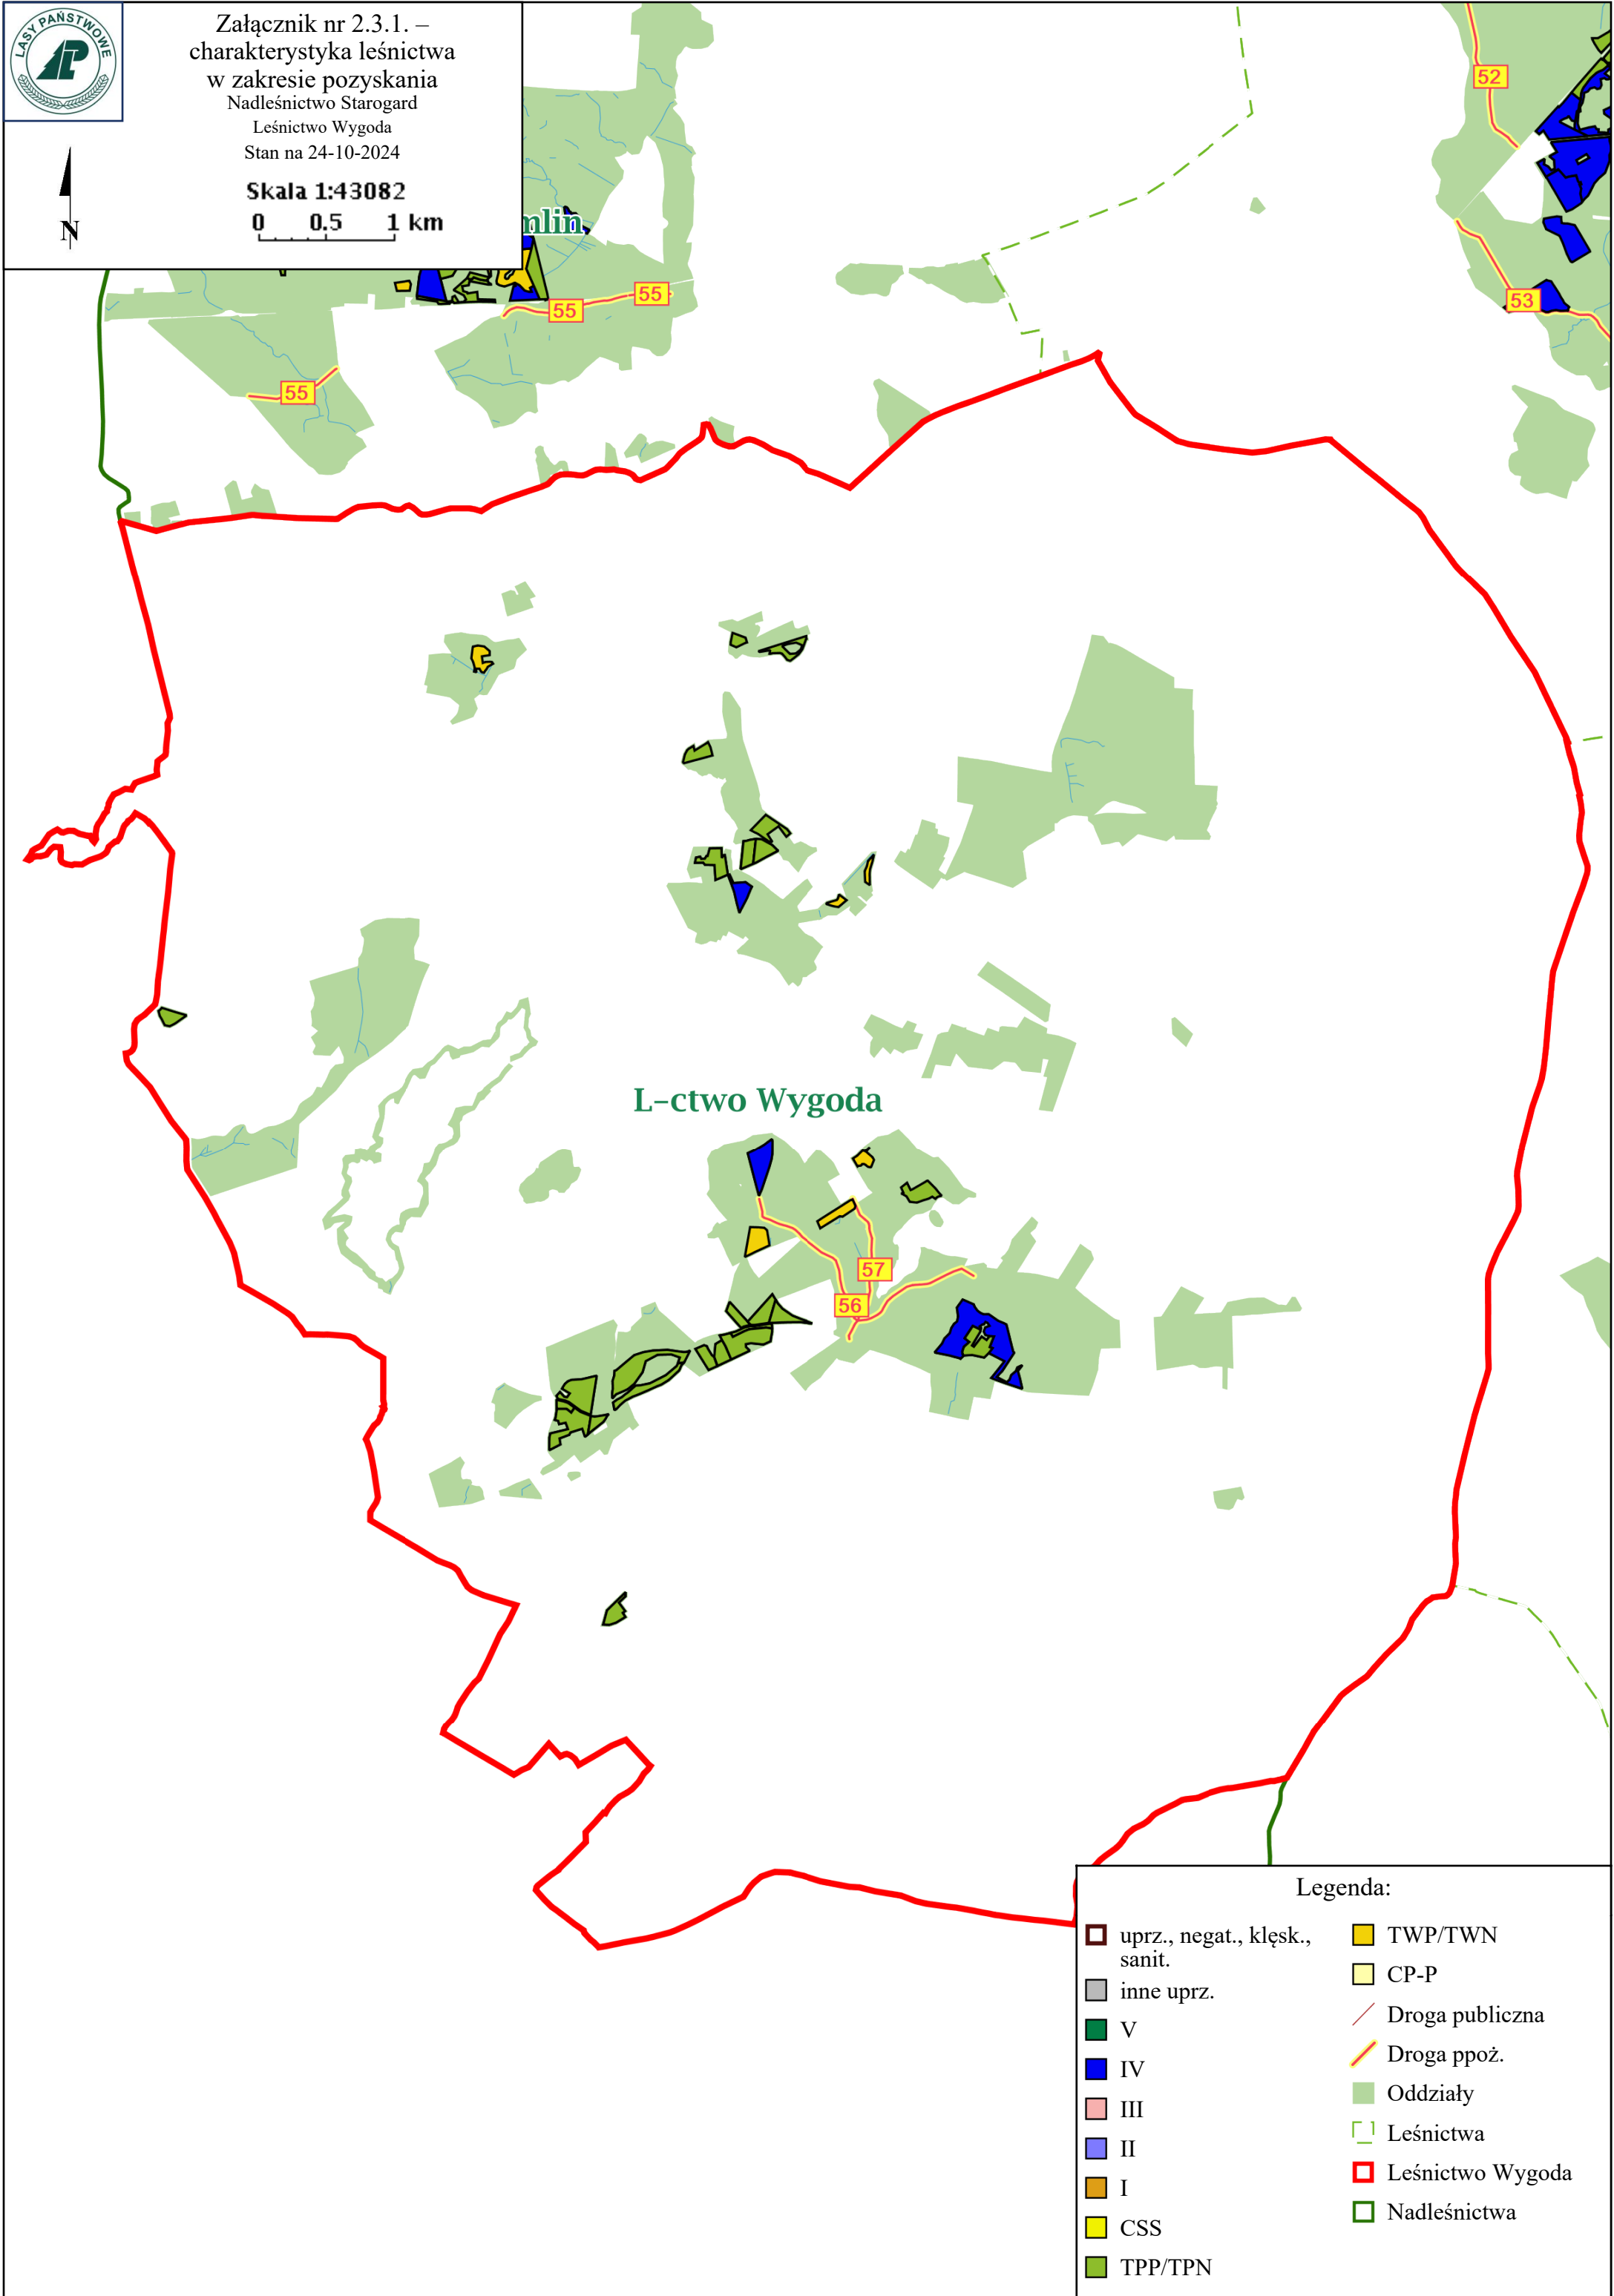 LASY PAŃSTWOWE
Załącznik nr 2.3.1. –
charakterystyka leśnictwa
w zakresie pozyskania
Nadleśnictwo Starogard
Leśnictwo Wygoda
Stan na 24-10-2024
Skala 1:43082
0 0.5 1 km
N
mlin
52
53
55
55
55
L-ctwo Wygoda
57
56
Legenda:
uprz., negat., klęsk.,
sanit.
inne uprz.
V
IV
III
II
I
CSS
TPP/TPN
TWP/TWN
CP-P
Droga publiczna
Droga ppoż.
Oddziały
Leśnictwa
Leśnictwo Wygoda
Nadleśnictwa